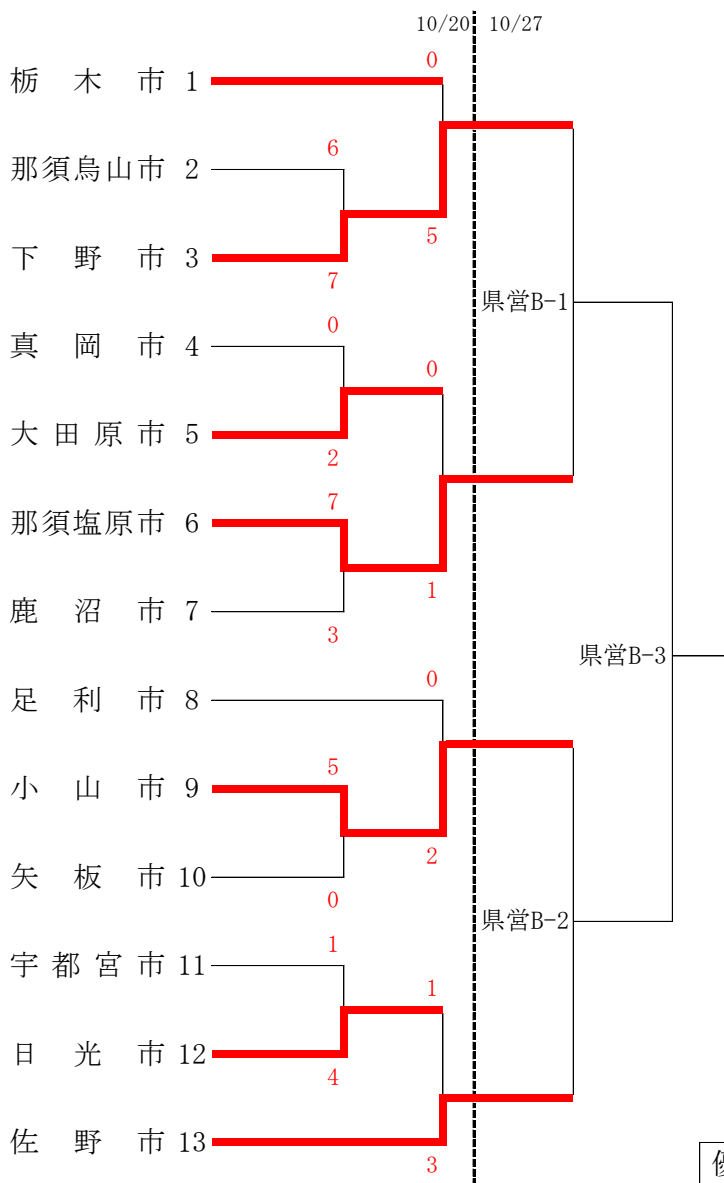 10/20 10/27
0
栃木市 1
6
那須烏山市 2
5
下野市 3
7
県営B-1
0
真岡市 4
0
大田原市 5
2
7
那須塩原市 6
1
鹿沼市 7
3
県営B-3
0
足利市 8
5
小山市 9
2
矢板市 10
0
県営B-2
1
宇都宮市 11
1
日光市 12
4
佐野市 13
3